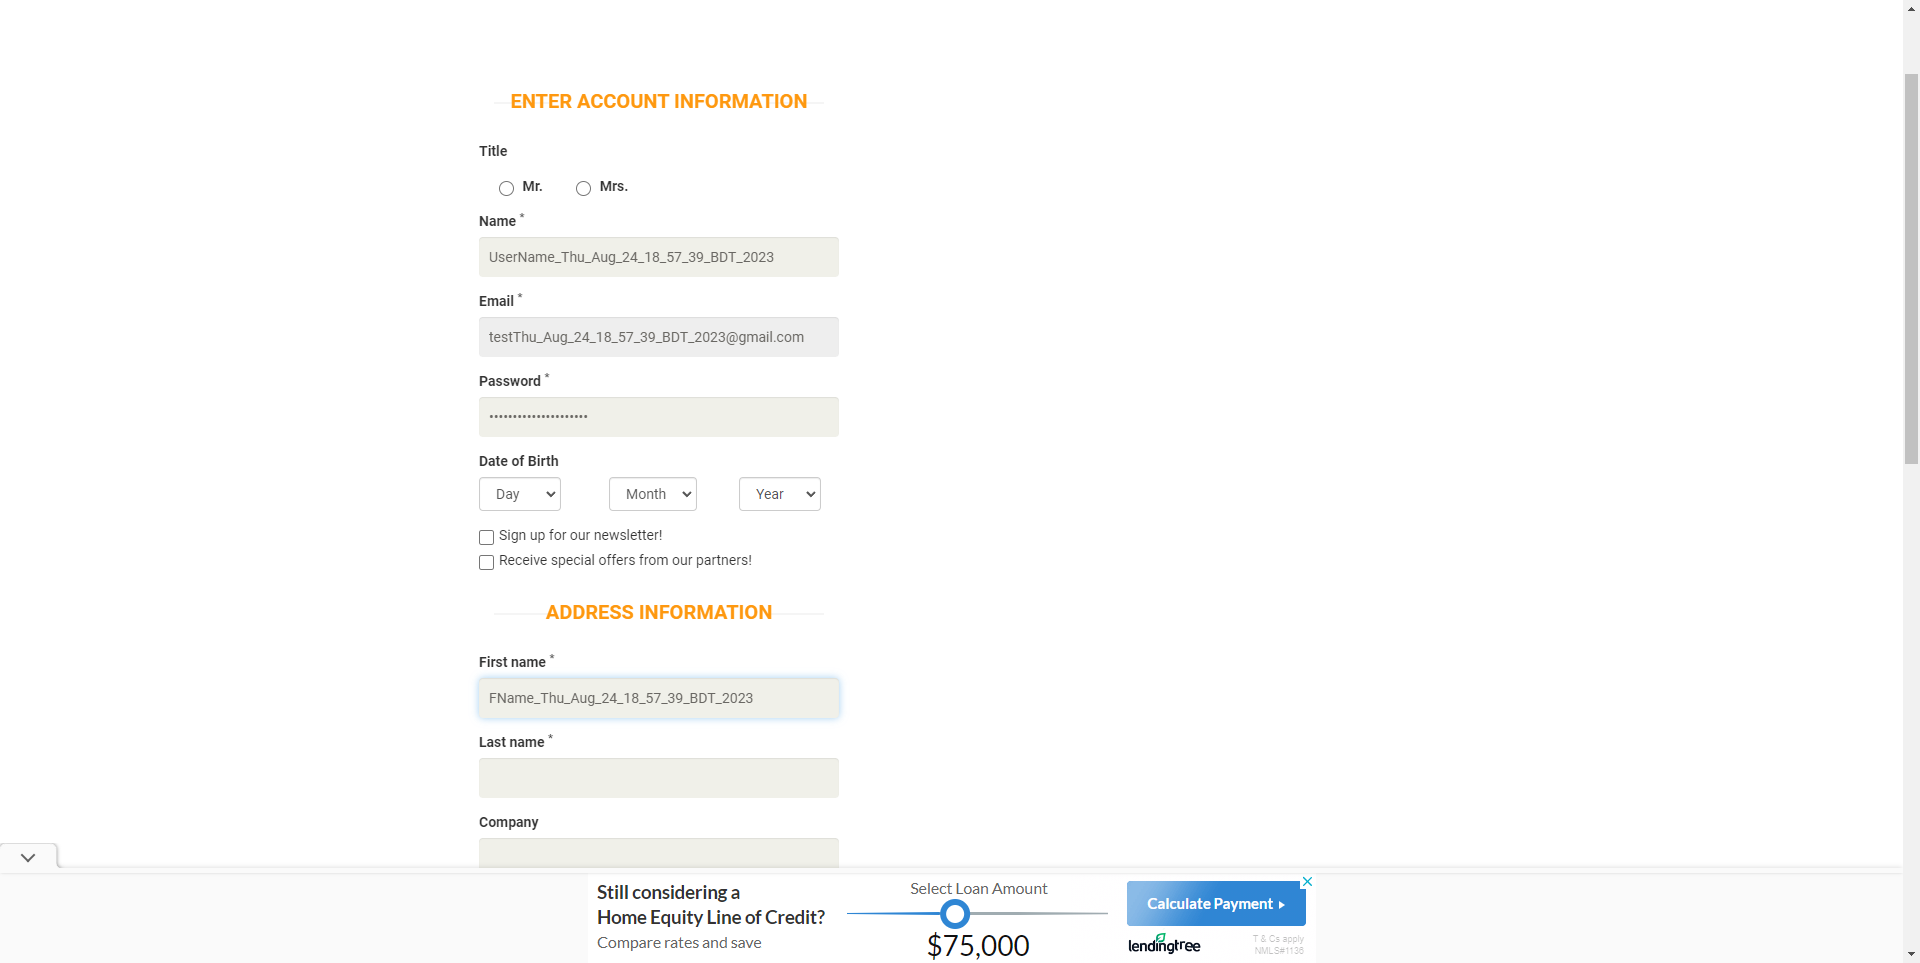 ENTER ACCOUNT INFORMATION
Title
Mr. Mrs.
Name *
UserName_Thu_Aug_24_18_57_39_BDT_2023
Email *
testThu_Aug_24_18_57_39_BDT_2023@gmail.com
Password *
•••••••••••••••••••••
Date of Birth
Day Month Year
Sign up for our newsletter!
Receive special offers from our partners!
ADDRESS INFORMATION
First name *
FName_Thu_Aug_24_18_57_39_BDT_2023
Last name *
Company
Still considering a
Home Equity Line of Credit?
Compare rates and save
Select Loan Amount
$75,000
Calculate Payment
lendingtree
T & Cs apply
NMLS#1136